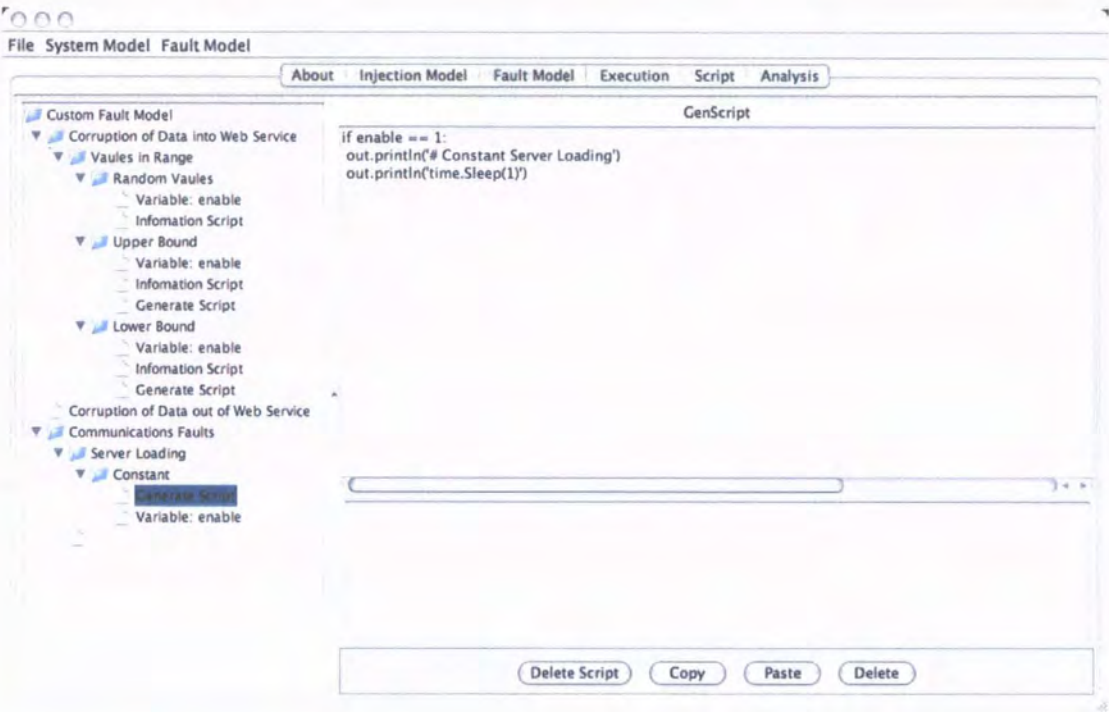 File System Model Fault Model
About Injection Model Fault Model Execution Script Analysis
Custom Fault Model
Corruption of Data into Web Service
Vaules in Range
Random Vaules
Variable: enable
Infomation Script
Upper Bound
Variable: enable
Infomation Script
Generate Script
Lower Bound
Variable: enable
Infomation Script
Generate Script
Corruption of Data out of Web Service
Communications Faults
Server Loading
Constant
Generate Script
Variable: enable
GenScript
if enable == 1:
out.println('# Constant Server Loading')
out.println('time.Sleep(1)')
Delete Script Copy Paste Delete